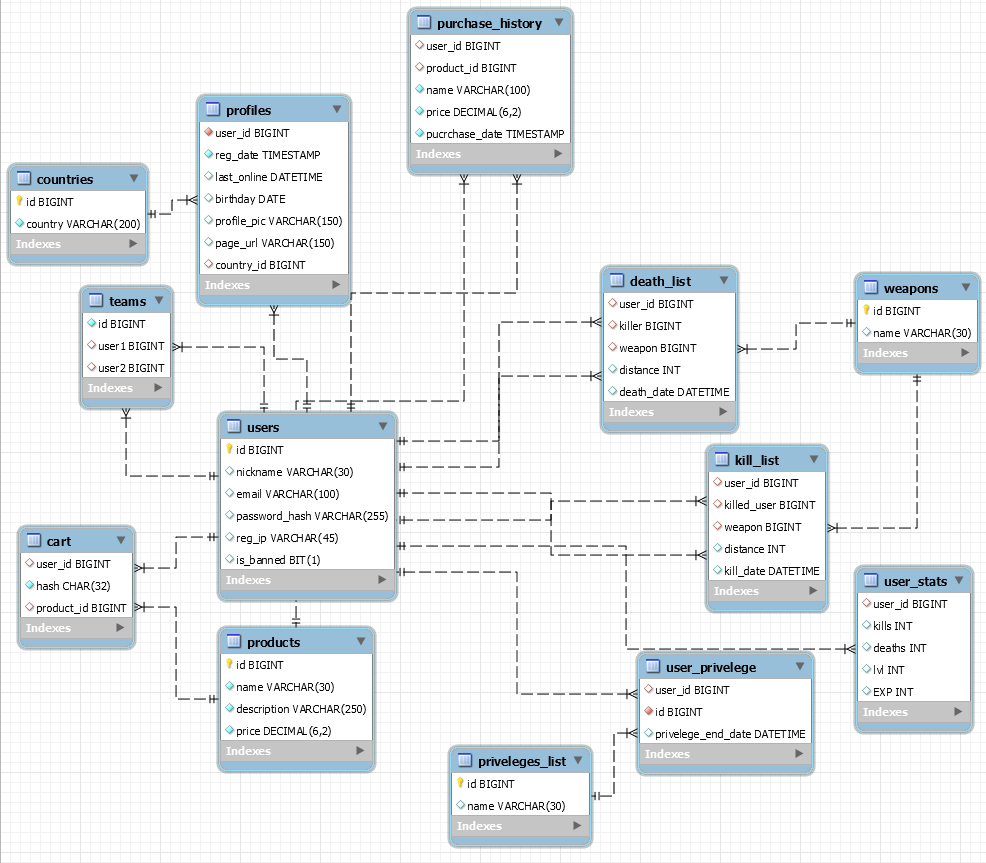 purchase_history
user_id BIGINT
product_id BIGINT
name VARCHAR(100)
price DECIMAL(6,2)
pucrchase_date TIMESTAMP
Indexes
profiles
user_id BIGINT
reg_date TIMESTAMP
last_online DATETIME
birthday DATE
profile_pic VARCHAR(150)
page_url VARCHAR(150)
country_id BIGINT
Indexes
countries
id BIGINT
country VARCHAR(200)
Indexes
teams
id BIGINT
user1 BIGINT
user2 BIGINT
Indexes
death_list
user_id BIGINT
killer BIGINT
weapon BIGINT
distance INT
death_date DATETIME
Indexes
weapons
id BIGINT
name VARCHAR(30)
Indexes
users
id BIGINT
nickname VARCHAR(30)
email VARCHAR(100)
password_hash VARCHAR(255)
reg_ip VARCHAR(45)
is_banned BIT(1)
Indexes
kill_list
user_id BIGINT
killed_user BIGINT
weapon BIGINT
distance INT
kill_date DATETIME
Indexes
cart
user_id BIGINT
hash CHAR(32)
product_id BIGINT
Indexes
user_stats
user_id BIGINT
kills INT
deaths INT
lvl INT
EXP INT
Indexes
products
id BIGINT
name VARCHAR(30)
description VARCHAR(250)
price DECIMAL(6,2)
Indexes
user_privelege
user_id BIGINT
id BIGINT
privelege_end_date DATETIME
Indexes
priveleges_list
id BIGINT
name VARCHAR(30)
Indexes